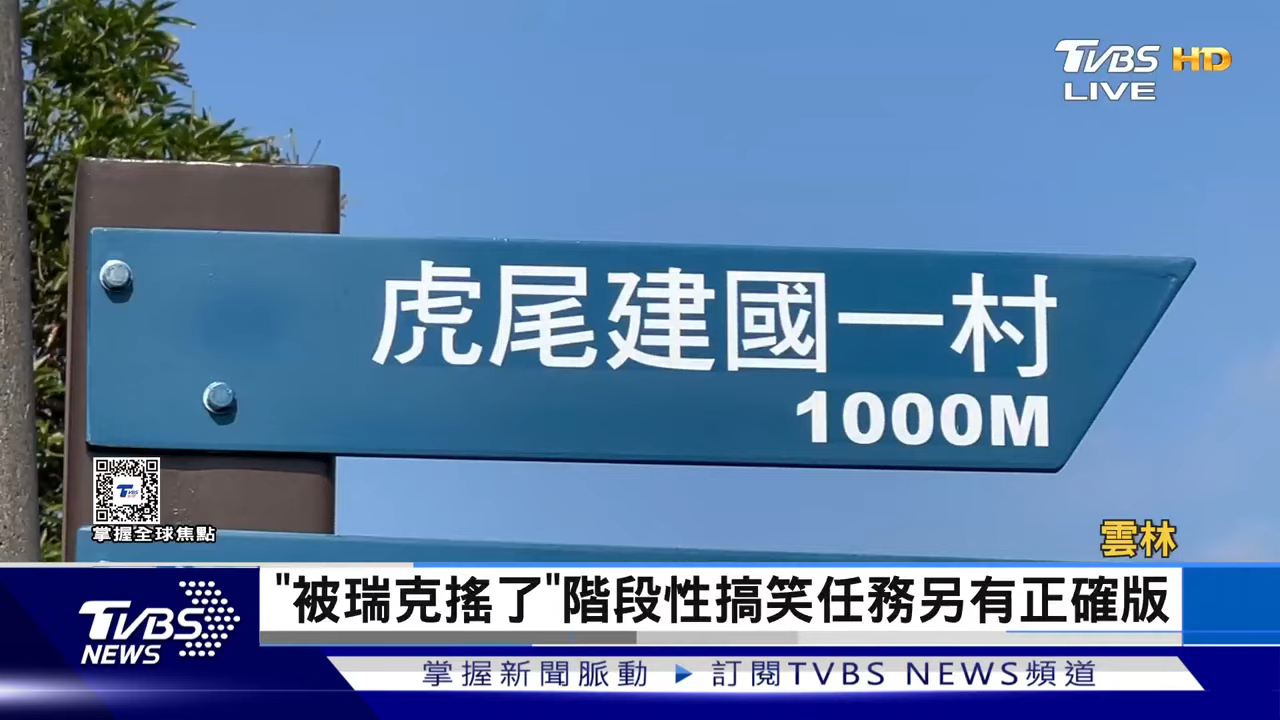 TVBS HD
LIVE
虎尾建國一村
1000M
TVBS
掌握全球焦點
雲林
"被瑞克搖了"階段性搞笑任務另有正確版
TVBS
NEWS
掌握新聞脈動 ▶ 訂閱TVBS NEWS頻道